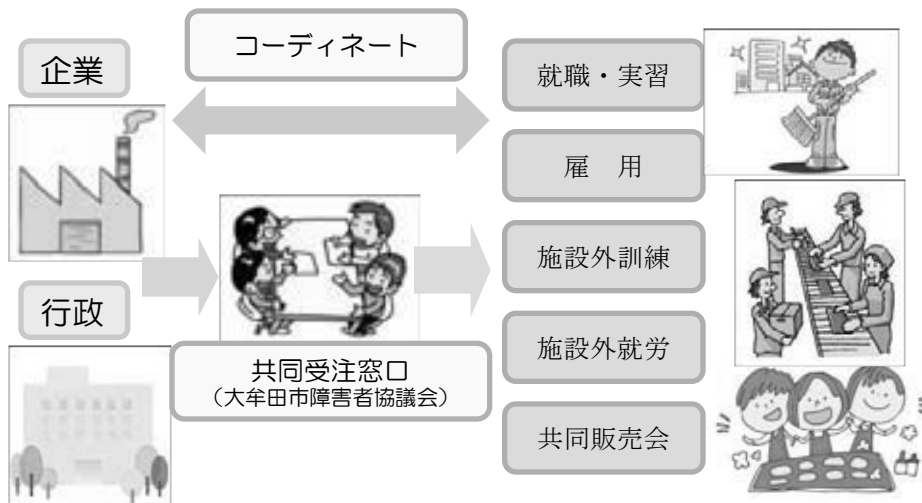 コーディネート
企業
行政
共同受注窓口
（大牟田市障害者協議会）
就職・実習
雇　用
施設外訓練
施設外就労
共同販売会